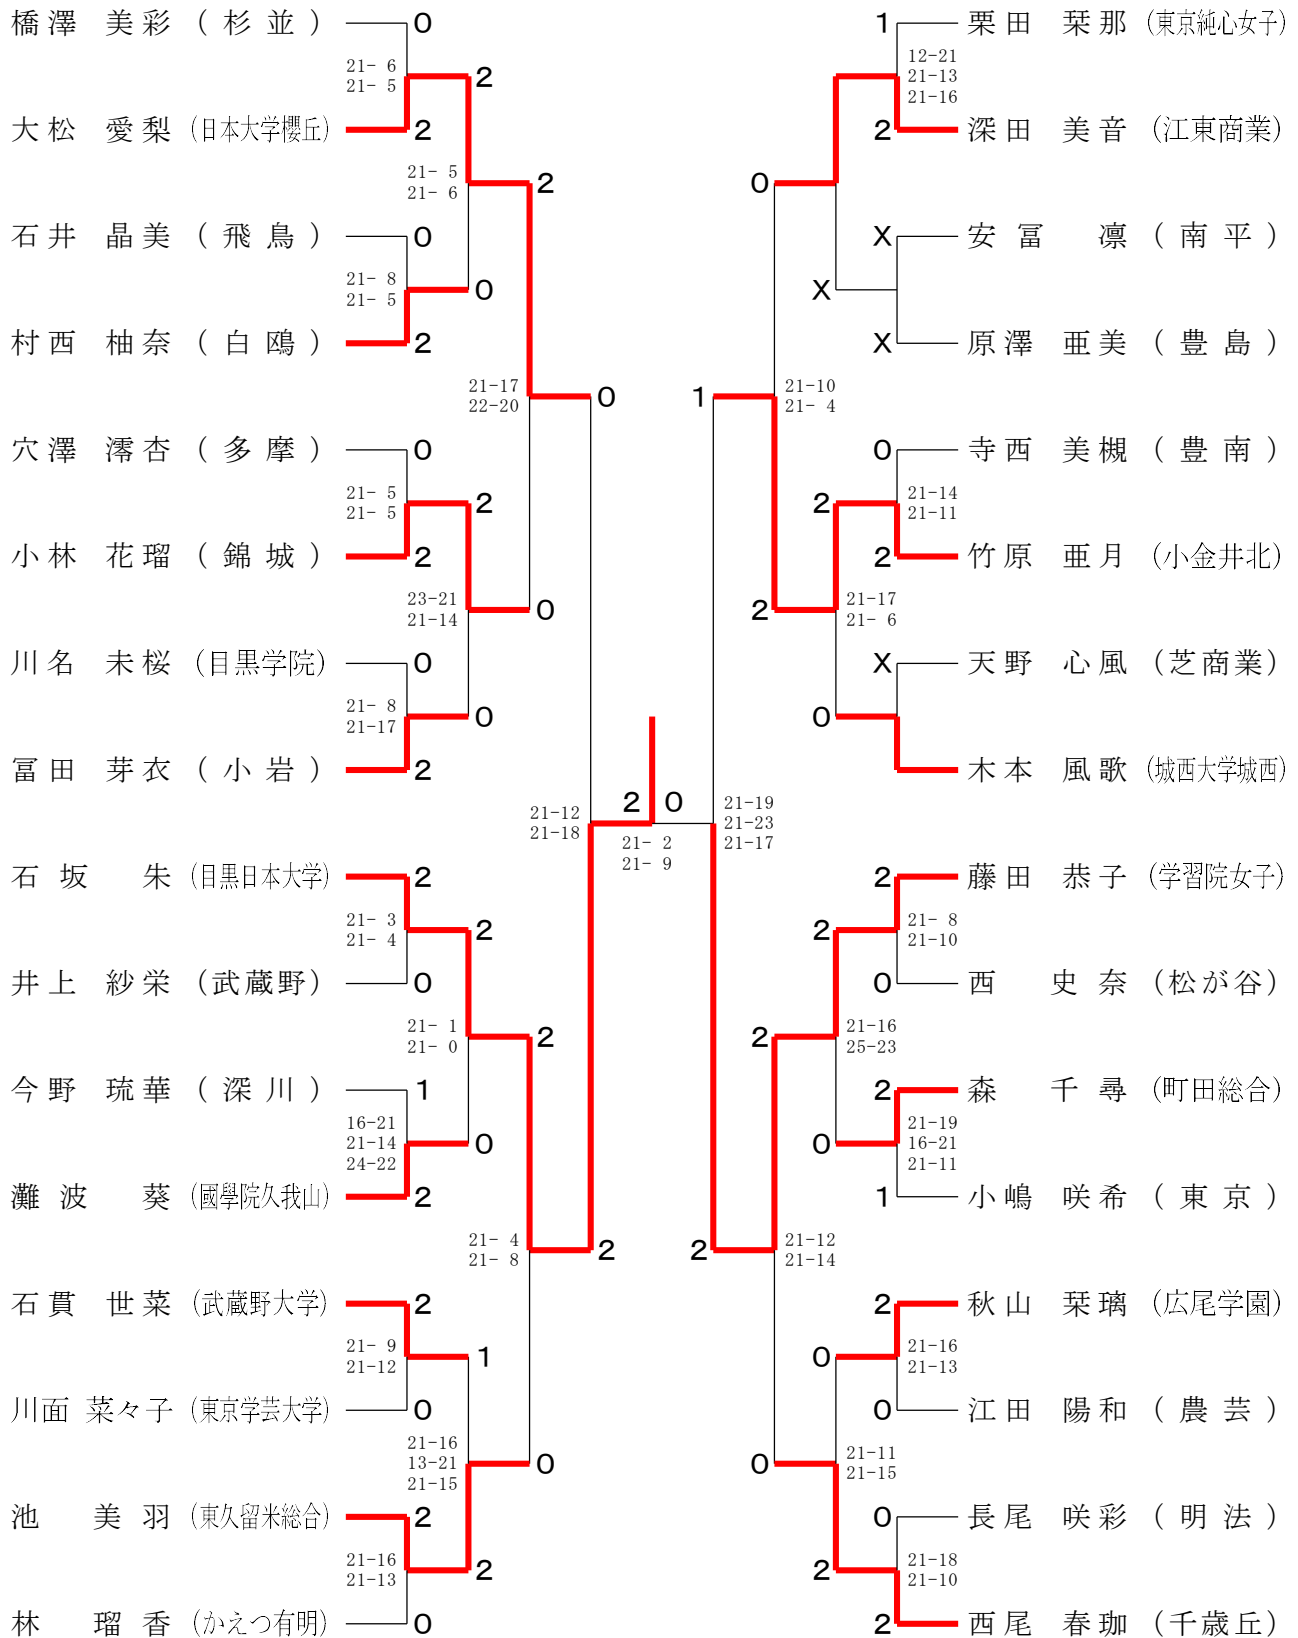 橋澤 美彩 (杉並) 0
21- 6
21- 5
2
大松 愛梨 (日本大学櫻丘) 2
21- 5
21- 6
2
石井 晶美 (飛鳥) 0
21- 8
21- 5
0
村西 柚奈 (白鴎) 2
21-17
22-20
0
穴澤 澪杏 (多摩) 0
21- 5
21- 5
2
小林 花瑠 (錦城) 2
23-21
21-14
0
川名 未桜 (目黒学院) 0
21- 8
21-17
0
冨田 芽衣 (小岩) 2
21-12
21-18
石坂 朱 (目黒日本大学) 2
21- 3
21- 4
2
井上 紗栄 (武蔵野) 0
21- 1
21- 0
2
今野 琉華 (深川) 1
16-21
21-14
24-22
0
灘波 葵 (國學院久我山) 2
21- 4
21- 8
2
石貫 世菜 (武蔵野大学) 2
21- 9
21-12
1
川面 菜々子 (東京学芸大学) 0
21-16
13-21
21-15
0
池 美羽 (東久留米総合) 2
21-16
21-13
2
林 瑠香 (かえつ有明) 0
2 0
21- 2
21- 9
1 栗田 栞那 (東京純心女子)
12-21
21-13
21-16
2 深田 美音 (江東商業)
0
X 安冨 凛 (南平)
X
X 原澤 亜美 (豊島)
1
21-10
21- 4
0 寺西 美槻 (豊南)
2
21-14
21-11
2 竹原 亜月 (小金井北)
2
21-17
21- 6
X 天野 心風 (芝商業)
0
木本 風歌 (城西大学城西)
21-19
21-23
21-17
2 藤田 恭子 (学習院女子)
2
21- 8
21-10
0 西 史奈 (松が谷)
2
21-16
25-23
2 森 千尋 (町田総合)
0
21-19
16-21
21-11
1 小嶋 咲希 (東京)
2
21-12
21-14
2 秋山 栞璃 (広尾学園)
0
21-16
21-13
0 江田 陽和 (農芸)
0
21-11
21-15
0 長尾 咲彩 (明法)
2
21-18
21-10
2 西尾 春珈 (千歳丘)